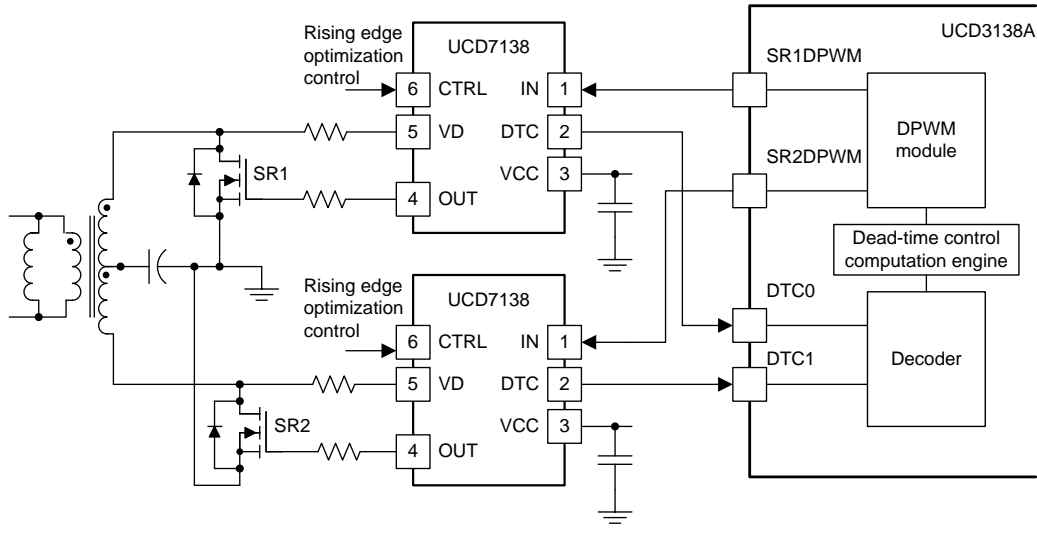 Rising edge
optimization
control
UCD7138
6
CTRL
IN
1
5
VD
DTC
2
VCC
3
4
OUT
SR1
Rising edge
optimization
control
UCD7138
6
CTRL
IN
1
5
VD
DTC
2
VCC
3
4
OUT
SR2
UCD3138A
SR1DPWM
DPWM
module
SR2DPWM
Dead-time control
computation engine
DTC0
Decoder
DTC1